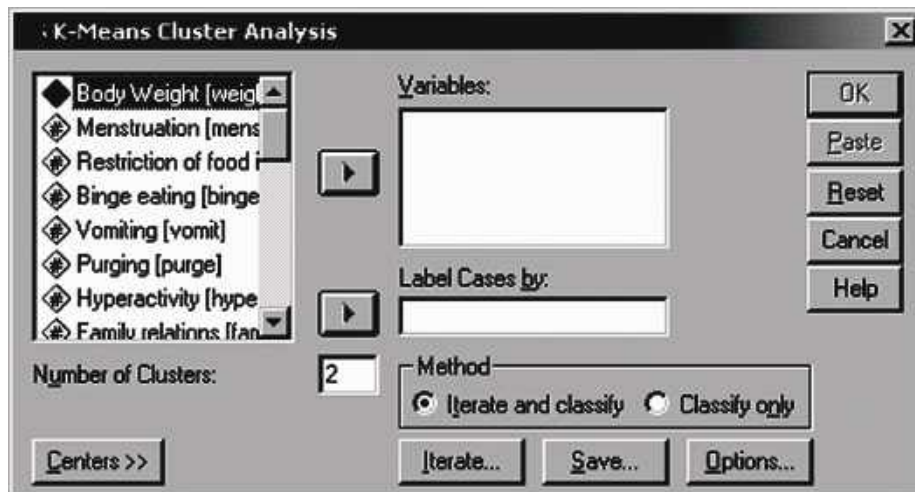 K-Means Cluster Analysis
Body Weight [weig
Menstruation [mens
Restriction of food i
Binge eating [binge
Vomiting [vomit]
Purging [purge]
Hyperactivity [hype
Family relations [fam
Number of Clusters: 2
Centers >>
Variables:
Label Cases by:
Method
Iterate and classify Classify only
Iterate... Save... Options...
OK
Paste
Reset
Cancel
Help